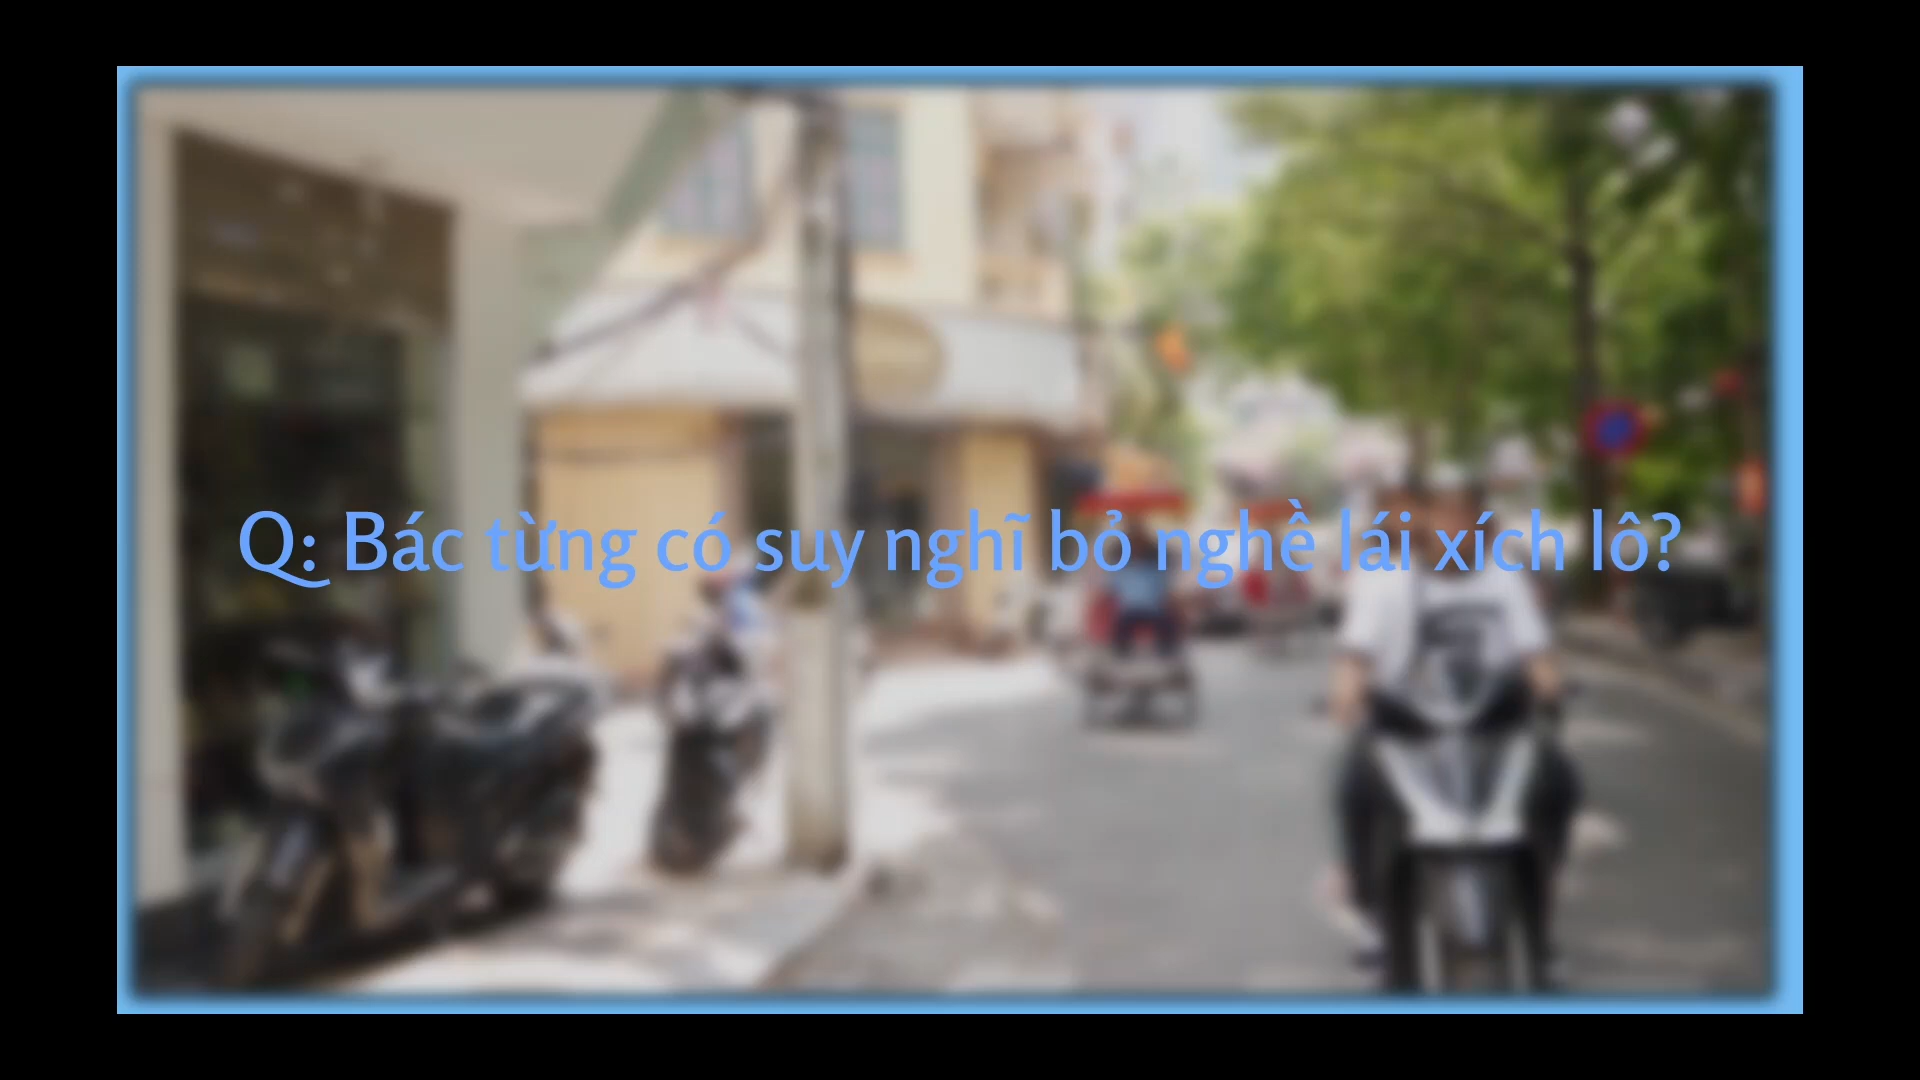 Q: Bác từng có suy nghĩ bỏ nghề lái xích lô?